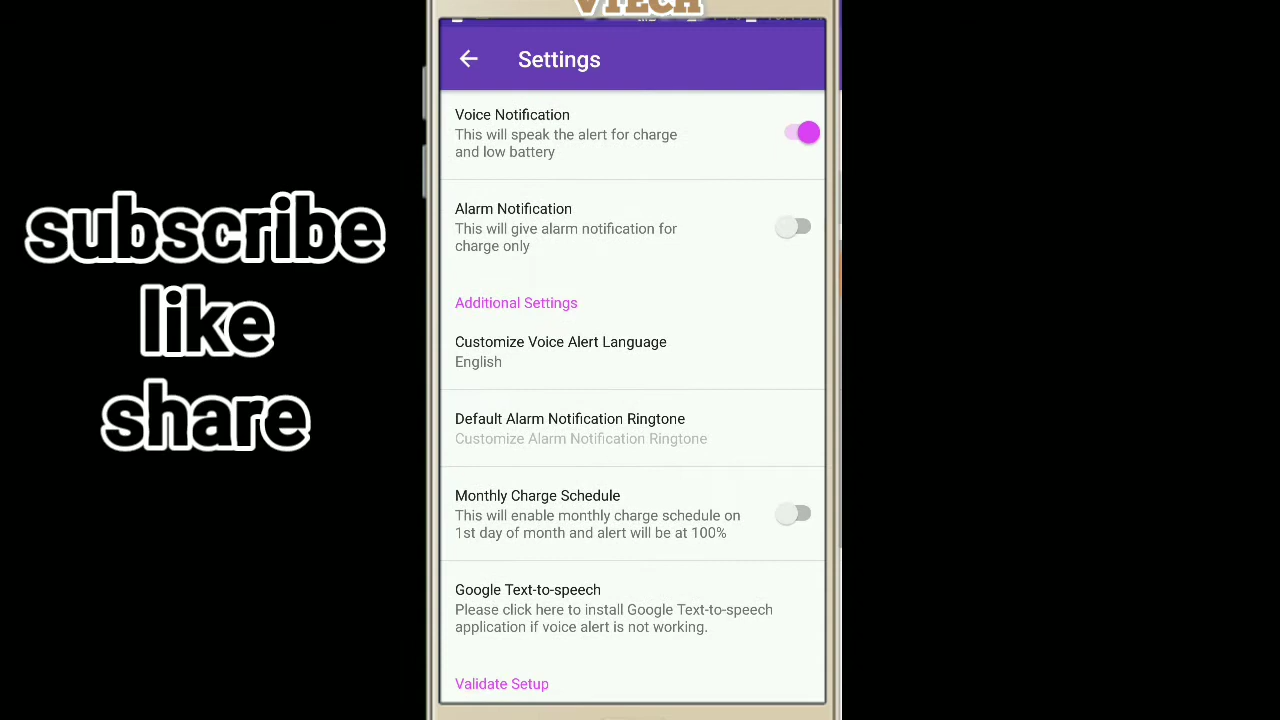 VTECH
Settings
Voice Notification
This will speak the alert for charge
and low battery
Alarm Notification
This will give alarm notification for
charge only
Additional Settings
Customize Voice Alert Language
English
Default Alarm Notification Ringtone
Customize Alarm Notification Ringtone
Monthly Charge Schedule
This will enable monthly charge schedule on
1st day of month and alert will be at 100%
Google Text-to-speech
Please click here to install Google Text-to-speech
application if voice alert is not working.
Validate Setup
subscribe
like
share